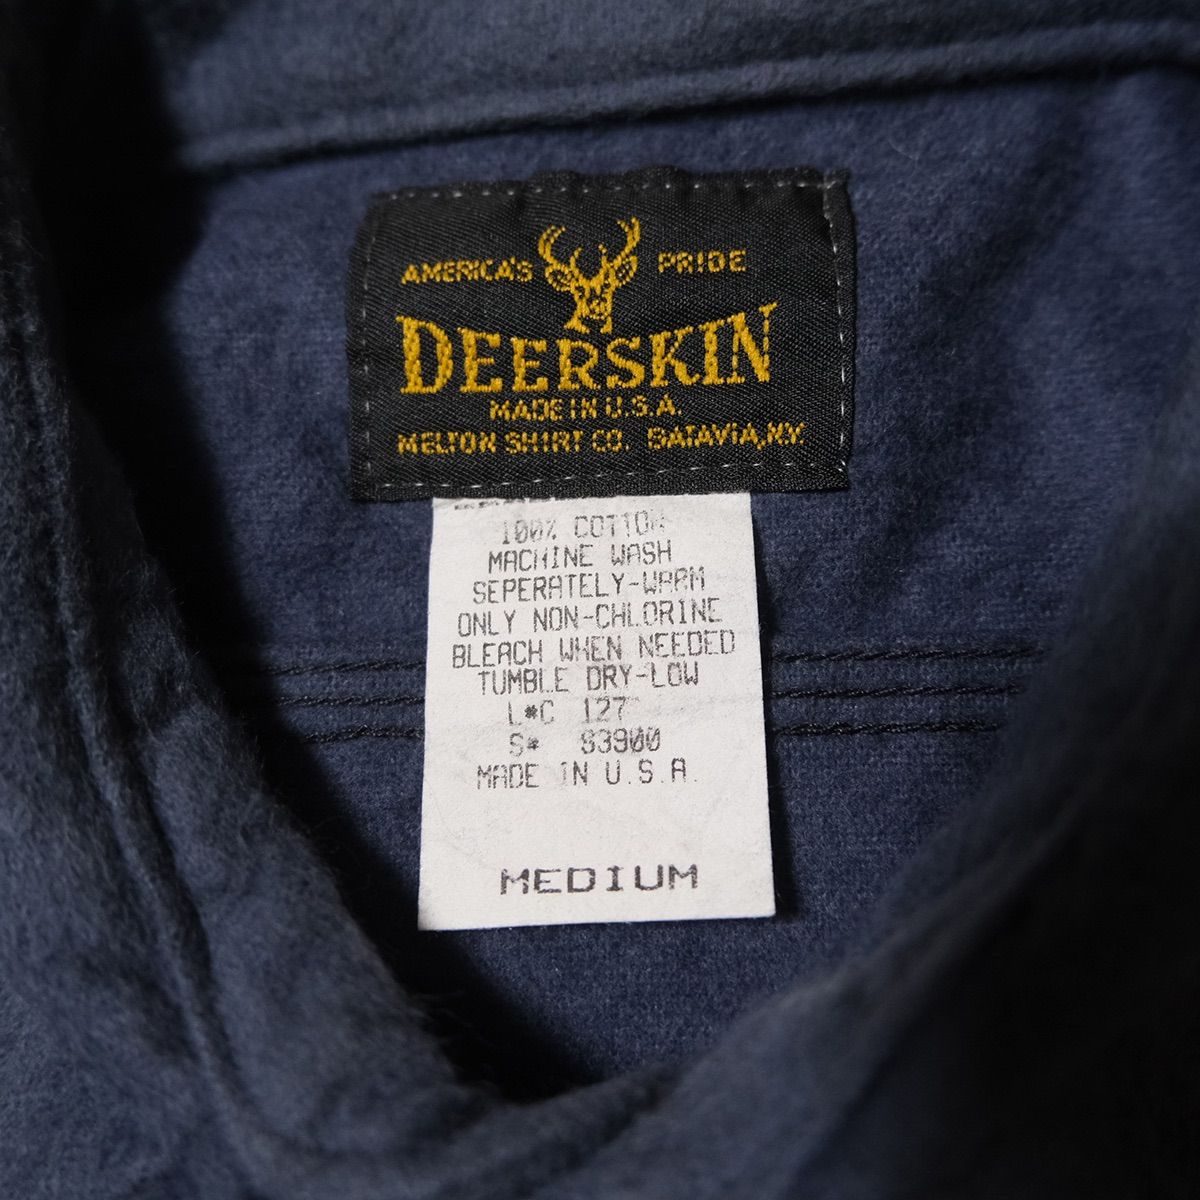 AMERICA'S PRIDE
DEERSKIN
MADE IN U.S.A.
MELTON SHIRT CO. BATAVIA, N.Y.
100% COTTON
MACHINE WASH
SEPERATELY-WARM
ONLY NON-CHLORINE
BLEACH WHEN NEEDED
TUMBLE DRY-LOW
L*C 127
S* 83900
MADE IN U.S.A.
MEDIUM